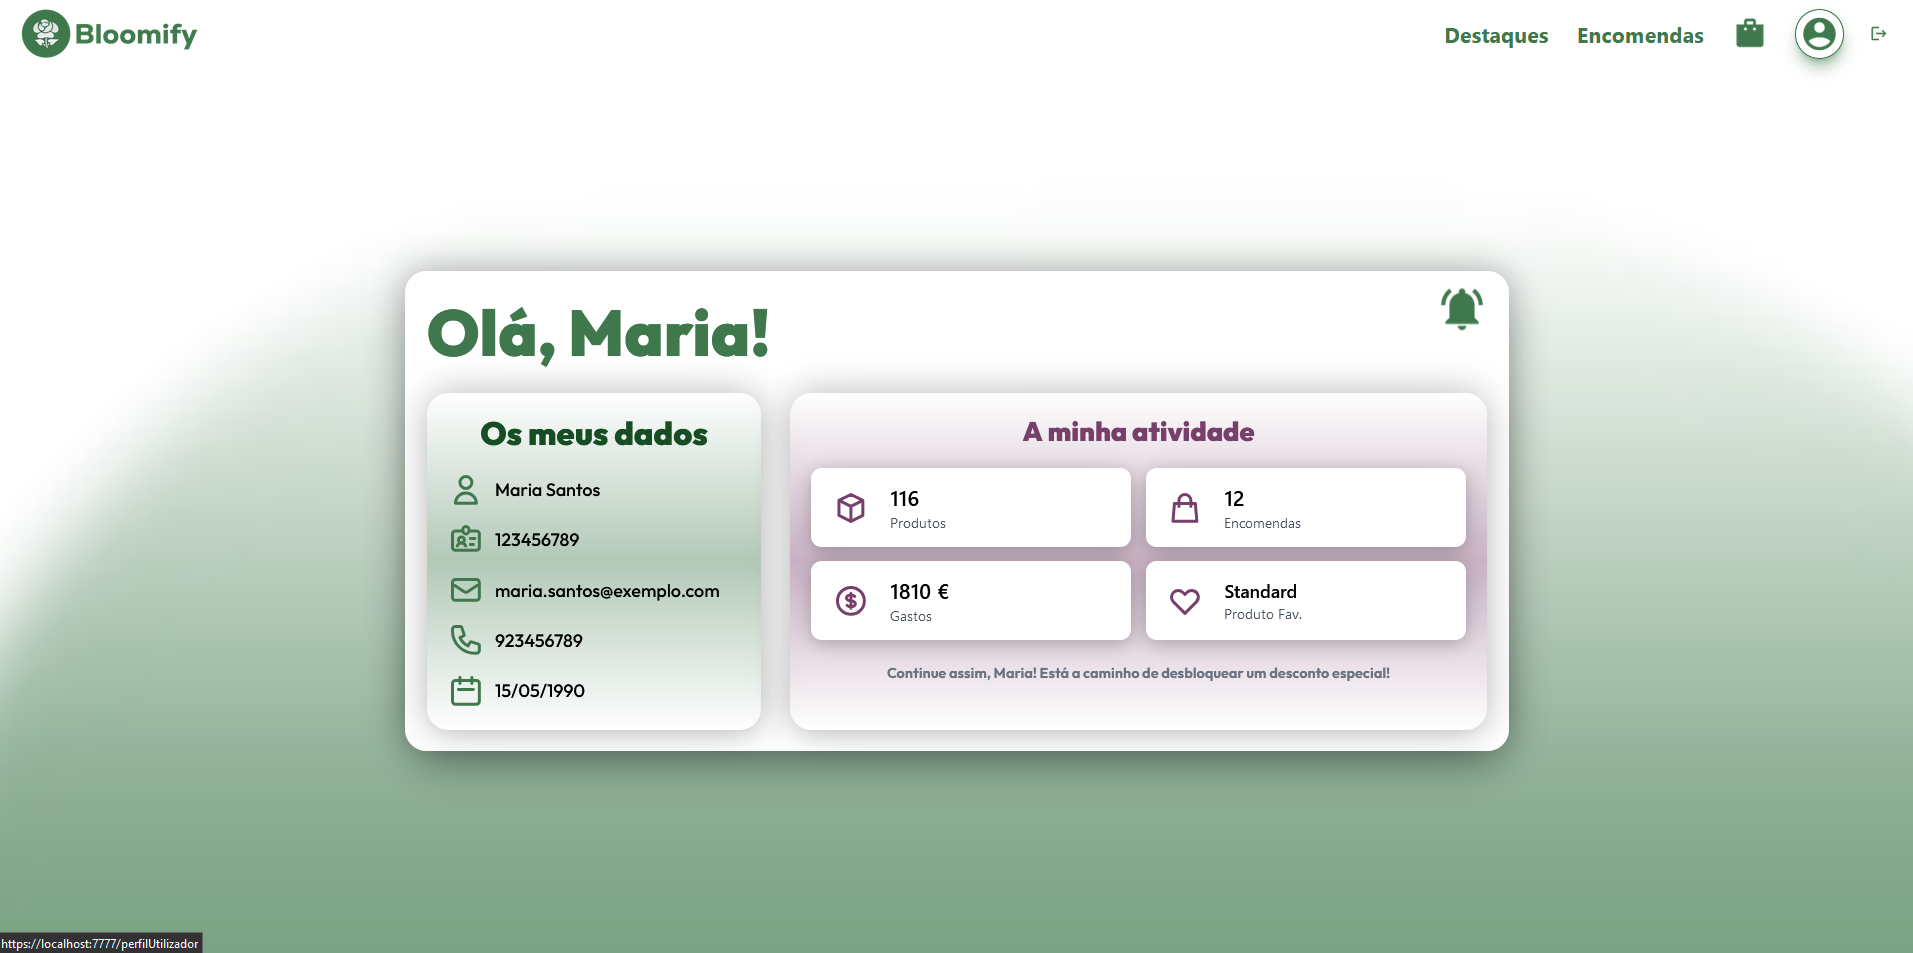 Bloomify
Destaques
Encomendas
Olá, Maria!
Os meus dados
Maria Santos
123456789
maria.santos@exemplo.com
923456789
15/05/1990
A minha atividade
116
Produtos
12
Encomendas
1810 €
Gastos
Standard
Produto Fav.
Continue assim, Maria! Está a caminho de desbloquear um desconto especial!
https://localhost:7777/perfilUtilizador